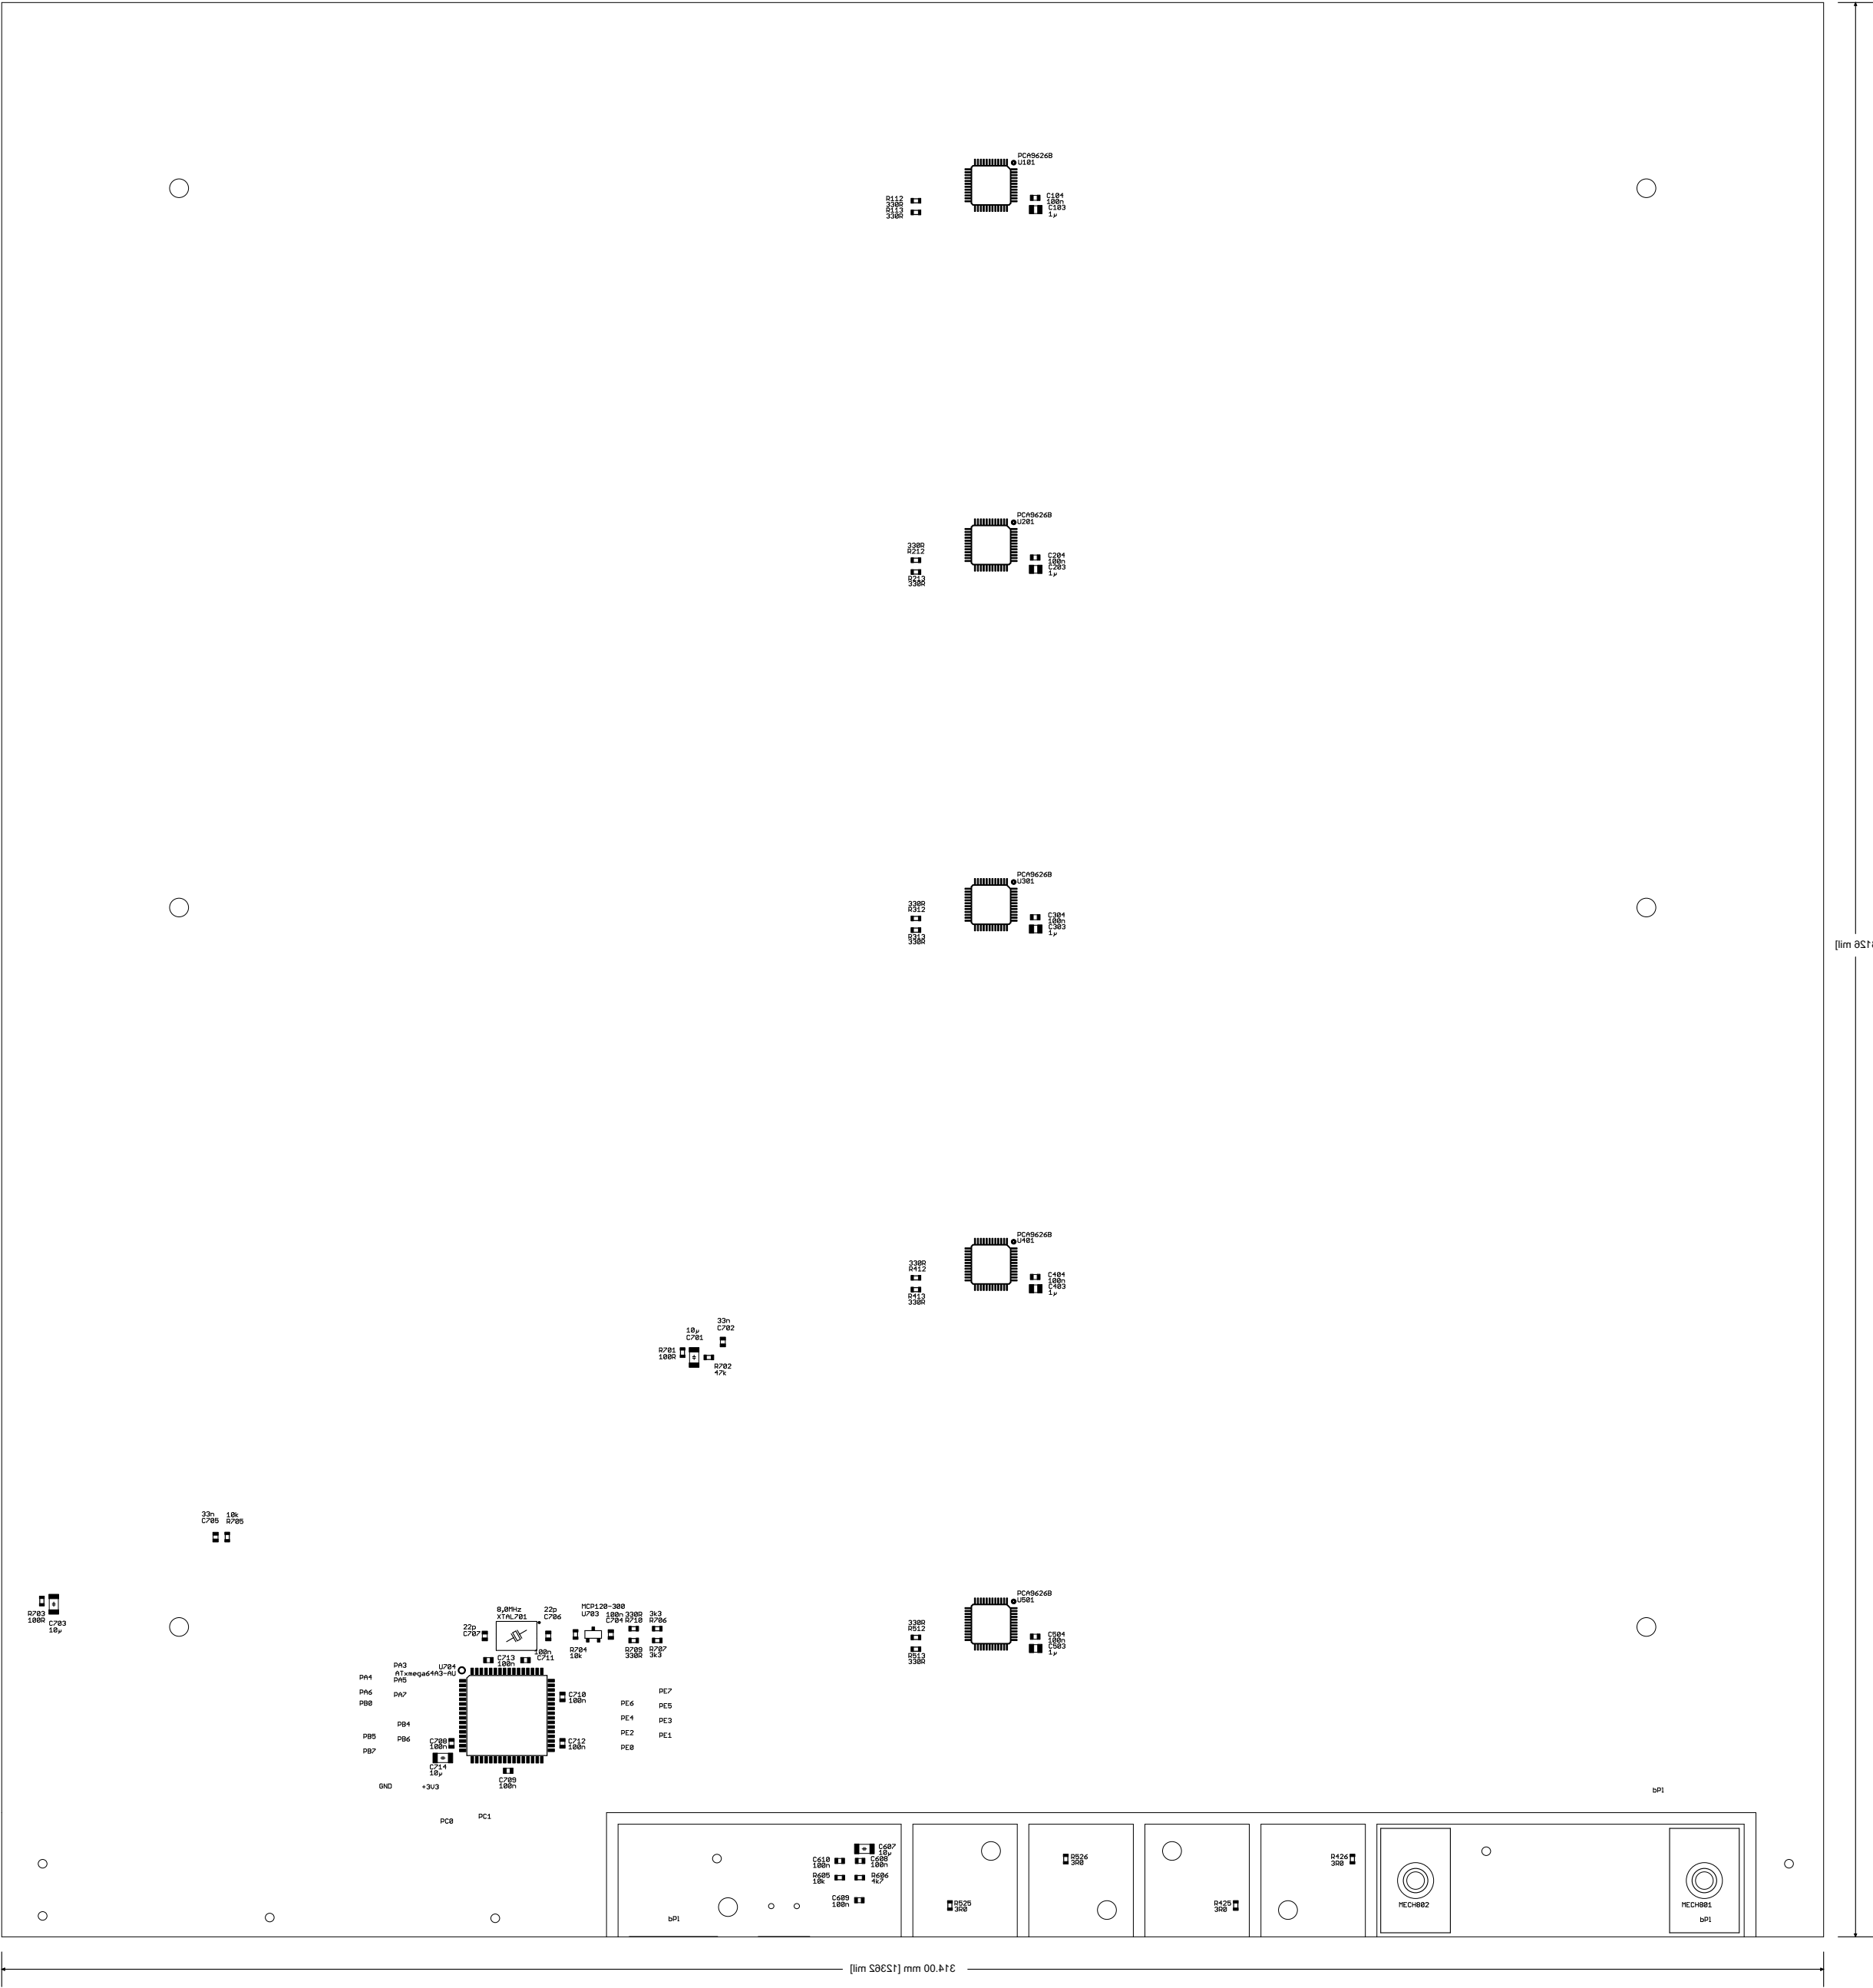 PCA9626B
U101
R112
330R
R113
330R
C104
100n
C103
1µ
PCA9626B
U201
330R
R212
R213
330R
C204
100n
C203
1µ
PCA9626B
U301
330R
R312
R313
330R
C304
100n
C303
1µ
126 mil]
PCA9626B
U401
330R
R412
R413
330R
C404
100n
C403
1µ
33n
C702
10µ
C701
R701
100R
R702
47k
33n
C705
10k
R705
PCA9626B
U501
330R
R512
R513
330R
C504
100n
C503
1µ
R703
100R
C703
10µ
8,0MHz
XTAL701
22p
C706
22p
C707
MCP120-300
U703
100n
C704
330R
R710
3k3
R706
R704
10k
R709
330R
R707
3k3
100n
C711
C713
100n
U704
ATxmega64A3-AU
PA3
PA4
PA5
PA6
PA7
PB0
PB4
PB5
PB6
PB7
C710
100n
C712
100n
C708
100n
C714
10µ
C709
100n
PE7
PE6
PE5
PE4
PE3
PE2
PE1
PE0
GND
+3V3
PC0
PC1
bPl
C607
10µ
C610
100n
C608
100n
R605
10k
R606
4k7
C609
100n
bPl
R525
3R0
R526
3R0
R425
3R0
R426
3R0
MECH802
MECH801
bPl
314.00 mm [12362 mil]